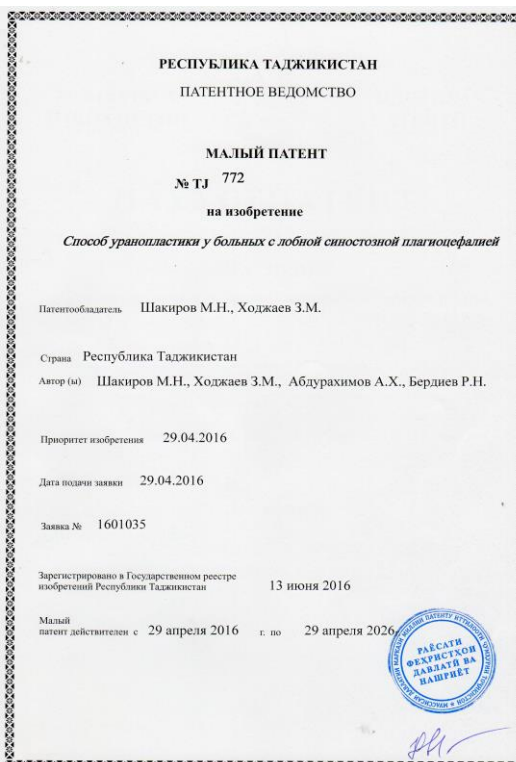 РЕСПУБЛИКА ТАДЖИКИСТАН
ПАТЕНТНОЕ ВЕДОМСТВО
МАЛЫЙ ПАТЕНТ
№ TJ 772
на изобретение
Способ уранопластики у больных с лобной синостозной плагиоцефалией
Патентообладатель Шакиров М.Н., Ходжаев З.М.
Страна Республика Таджикистан
Автор (ы) Шакиров М.Н., Ходжаев З.М., Абдурахимов А.Х., Бердиев Р.Н.
Приоритет изобретения 29.04.2016
Дата подачи заявки 29.04.2016
Заявка № 1601035
Зарегистрировано в Государственном реестре
изобретений Республики Таджикистан 13 июня 2016
Малый
патент действителен с 29 апреля 2016 г. по 29 апреля 2026
РАЁСАТИ
ФЕҲРИСТҲОИ
ДАВЛАТӢ ВА
НАШРИЁТ